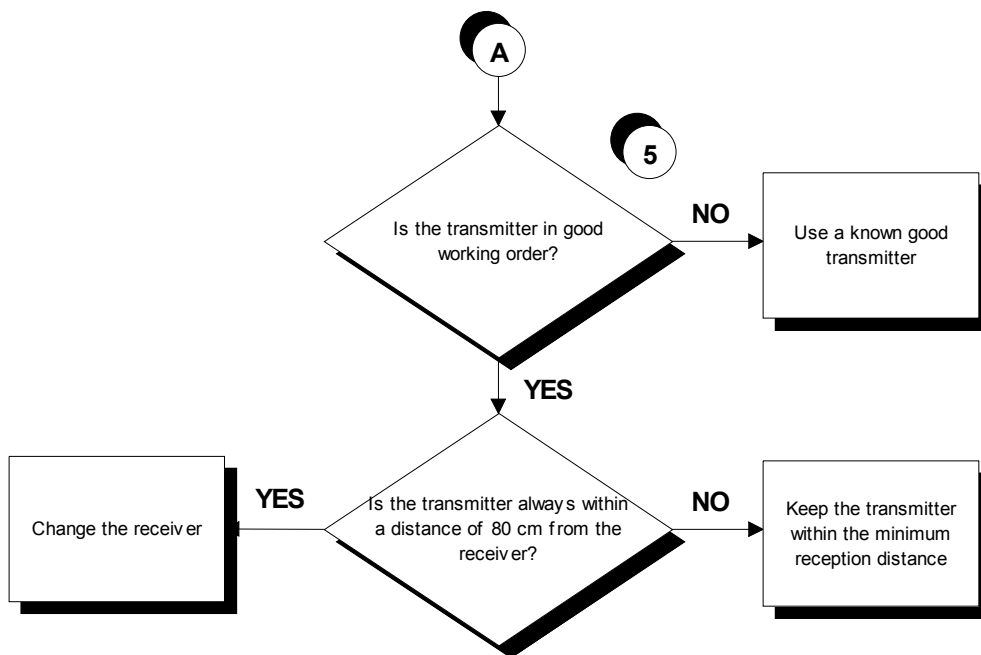 A
5
Is the transmitter in good
working order?
NO
Use a known good
transmitter
YES
Change the receiver
YES
Is the transmitter always within
a distance of 80 cm from the
receiver?
NO
Keep the transmitter
within the minimum
reception distance